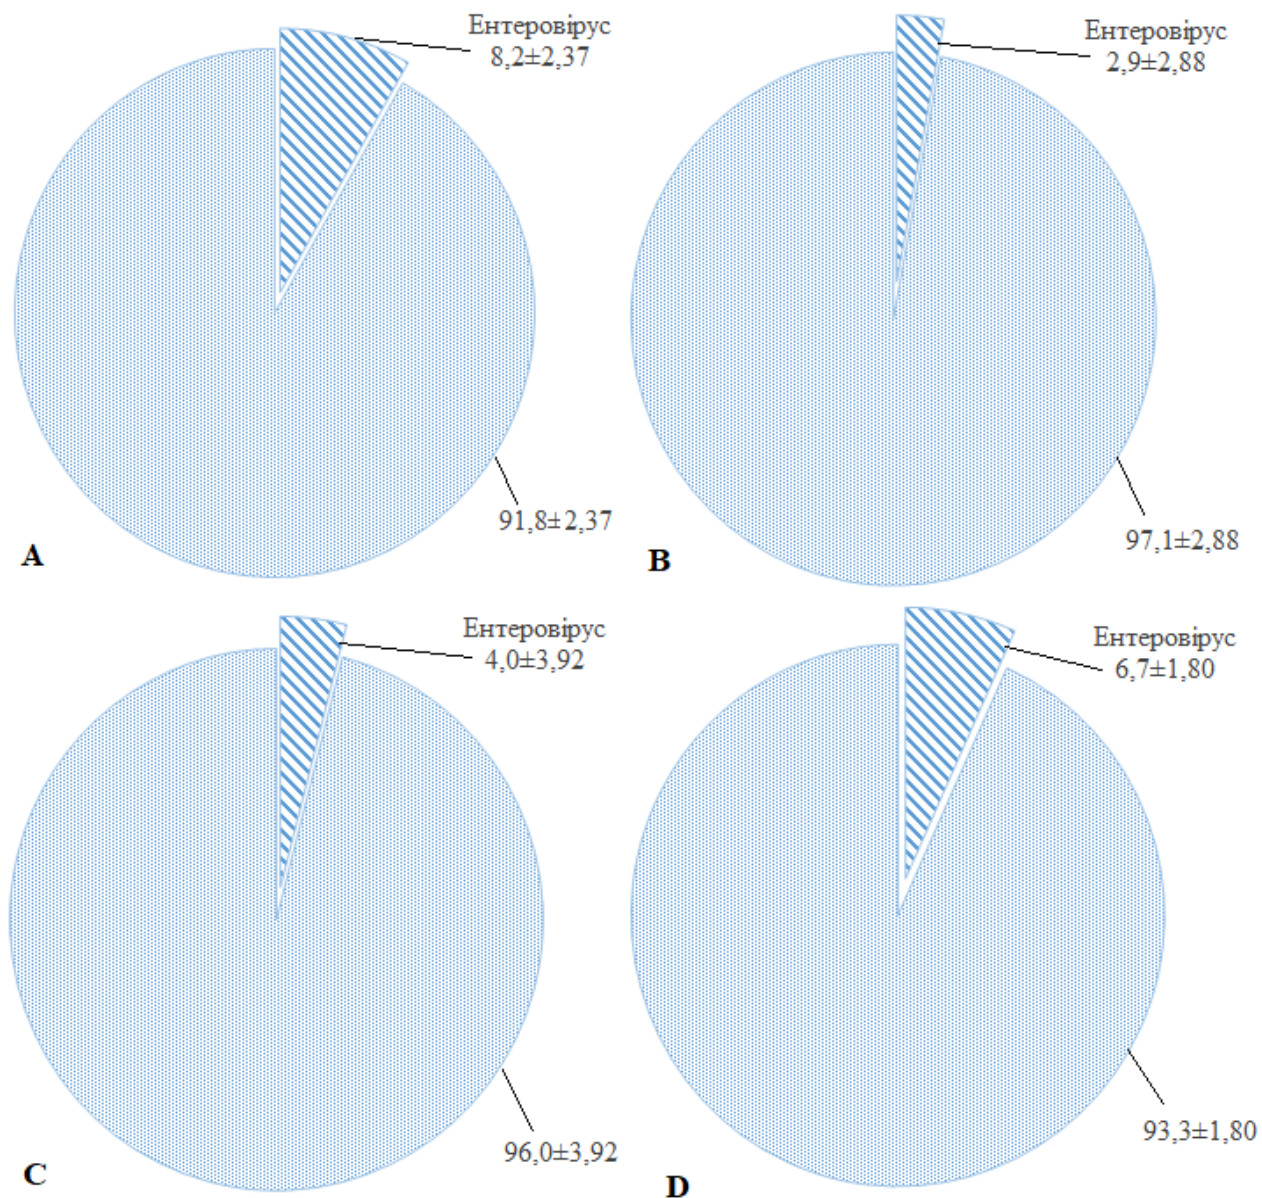 Ентеровірус
8,2±2,37
91,8±2,37
A
Ентеровірус
2,9±2,88
97,1±2,88
B
Ентеровірус
4,0±3,92
96,0±3,92
C
Ентеровірус
6,7±1,80
93,3±1,80
D